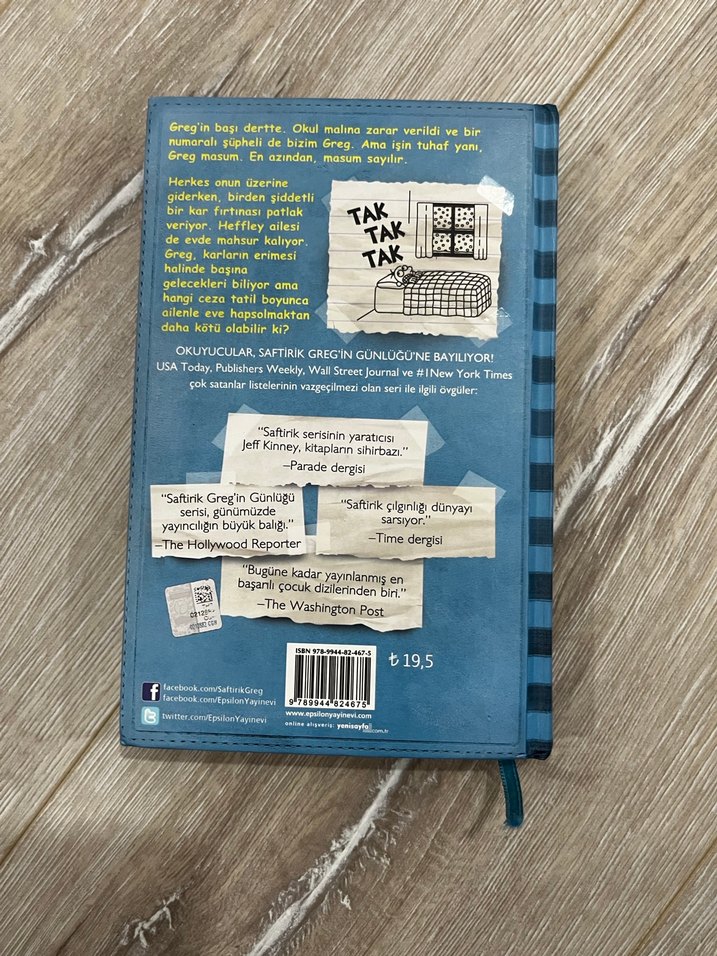 Greg'in başı dertte. Okul malına zarar verildi ve bir
numaralı şüpheli de bizim Greg. Ama işin tuhaf yanı,
Greg masum. En azından, masum sayılır.
Herkes onun üzerine
giderken, birden şiddetli
bir kar fırtınası patlak
veriyor. Heffley ailesi
de evde mahsur kalıyor.
Greg, karların erimesi
halinde başına
gelecekleri biliyor ama
hangi ceza tatil boyunca
ailenle eve hapsolmaktan
daha kötü olabilir ki?
TAK
TAK
TAK
OKUYUCULAR, SAFTİRİK GREG'İN GÜNLÜĞÜ'NE BAYILIYOR!
USA Today, Publishers Weekly, Wall Street Journal ve #1New York Times
çok satanlar listelerinin vazgeçilmezi olan seri ile ilgili övgüler:
"Saftirik serisinin yaratıcısı
Jeff Kinney, kitapların sihirbazı."
–Parade dergisi
"Saftirik Greg'in Günlüğü
serisi, günümüzde
yayıncılığın büyük balığı."
–The Hollywood Reporter
"Saftirik çılgınlığı dünyayı
sarsıyor."
–Time dergisi
"Bugüne kadar yayınlanmış en
başarılı çocuk dizilerinden biri."
–The Washington Post
ISBN 978-9944-82-467-5
9 789944 824675
₺ 19,5
facebook.com/SaftirikGreg
facebook.com/EpsilonYayinevi
twitter.com/EpsilonYayinevi
www.epsilonyayinevi.com
online alışveriş: yenisayfa
.com.tr